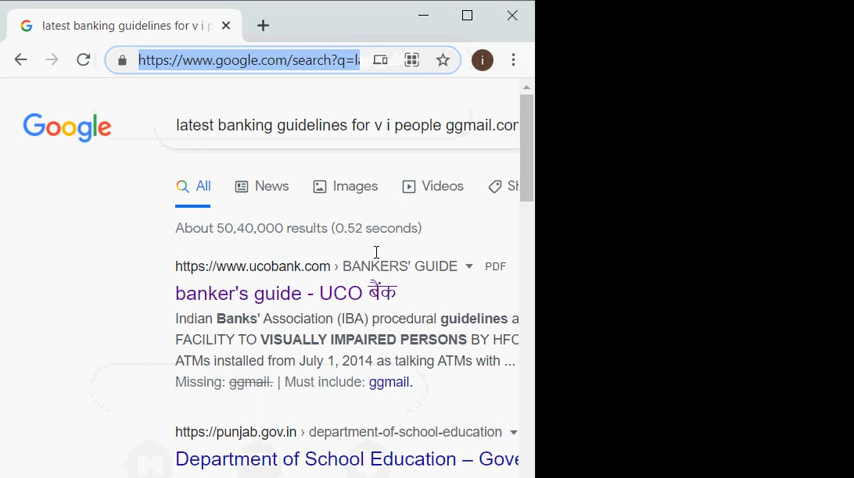 latest banking guidelines for v i p
https://www.google.com/search?q=la
i
Google
latest banking guidelines for v i people ggmail.com
All News Images Videos Sh
About 50,40,000 results (0.52 seconds)
https://www.ucobank.com › BANKERS' GUIDE PDF
banker's guide - UCO बैंक
Indian Banks' Association (IBA) procedural guidelines a
FACILITY TO VISUALLY IMPAIRED PERSONS BY HFC
ATMs installed from July 1, 2014 as talking ATMs with ...
Missing: ggmail. | Must include: ggmail.
https://punjab.gov.in › department-of-school-education
Department of School Education – Gove